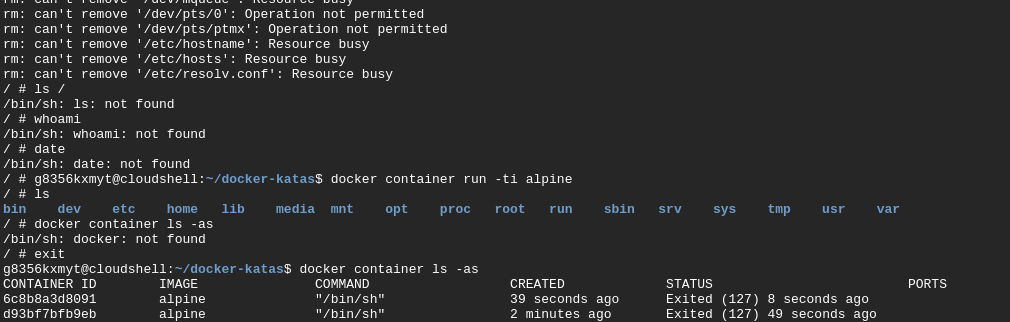 rm: can't remove '/dev/mqueue': Resource busy
rm: can't remove '/dev/pts/0': Operation not permitted
rm: can't remove '/dev/pts/ptmx': Operation not permitted
rm: can't remove '/etc/hostname': Resource busy
rm: can't remove '/etc/hosts': Resource busy
rm: can't remove '/etc/resolv.conf': Resource busy
/ # ls /
/bin/sh: ls: not found
/ # whoami
/bin/sh: whoami: not found
/ # date
/bin/sh: date: not found
/ # g8356kxmyt@cloudshell:~/docker-katas$ docker container run -ti alpine
/ # ls
bin    dev    etc    home   lib    media  mnt    opt    proc   root   run    sbin   srv    sys    tmp    usr    var
/ # docker container ls -as
/bin/sh: docker: not found
/ # exit
g8356kxmyt@cloudshell:~/docker-katas$ docker container ls -as
CONTAINER ID        IMAGE               COMMAND                  CREATED             STATUS                         PORTS
6c8b8a3d8091        alpine              "/bin/sh"                39 seconds ago      Exited (127) 8 seconds ago
d93bf7bfb9eb        alpine              "/bin/sh"                2 minutes ago       Exited (127) 49 seconds ago